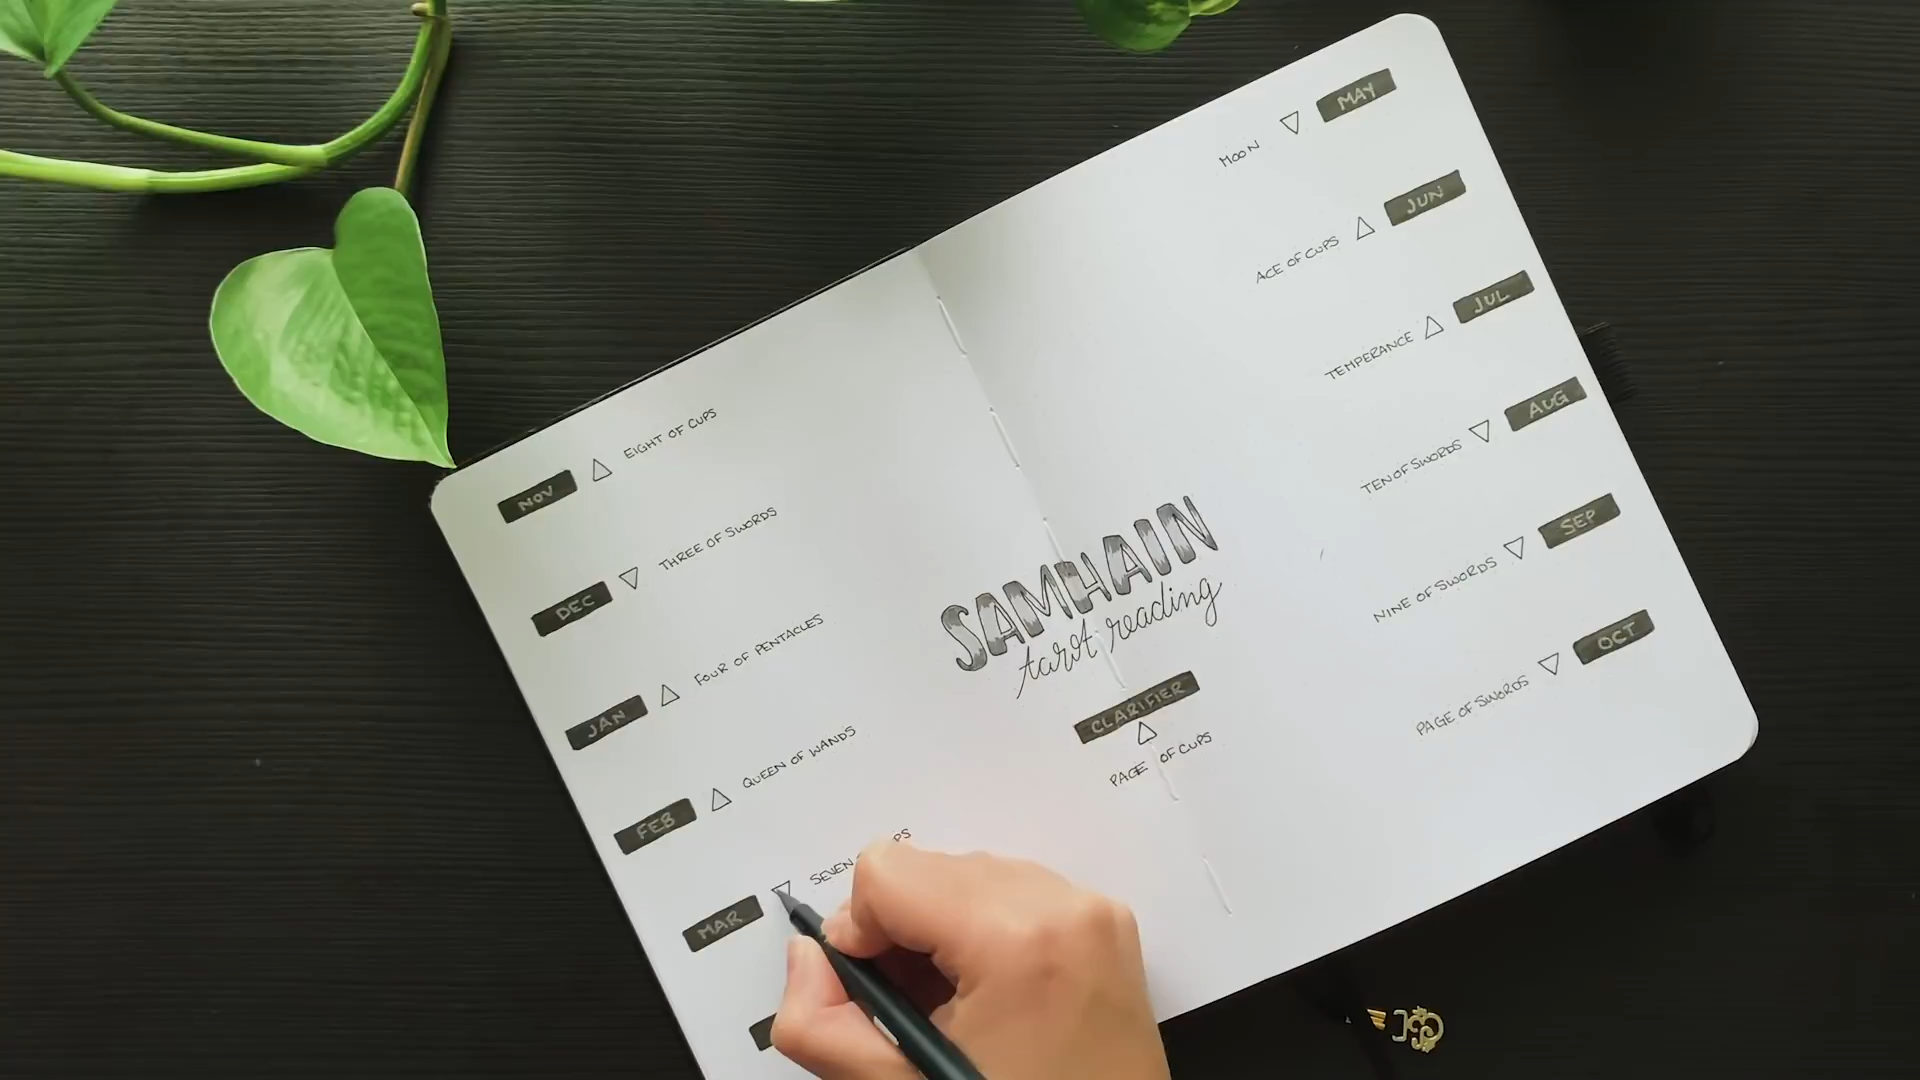 NOV △ EIGHT OF CUPS
DEC ▽ THREE OF SWORDS
JAN △ FOUR OF PENTACLES
FEB △ QUEEN OF WANDS
MAR ▽ SEVEN
SAMHAIN
tarot reading
CLARIFIER
△
PAGE OF CUPS
MOON ▽ MAY
ACE OF CUPS △ JUN
TEMPERANCE △ JUL
TEN OF SWORDS ▽ AUG
NINE OF SWORDS ▽ SEP
PAGE OF SWORDS ▽ OCT